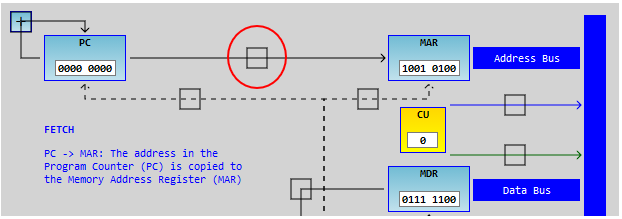 +
PC
0000 0000
MAR
1001 0100
Address Bus
CU
0
FETCH
PC -> MAR: The address in the
Program Counter (PC) is copied to
the Memory Address Register (MAR)
MDR
0111 1100
Data Bus